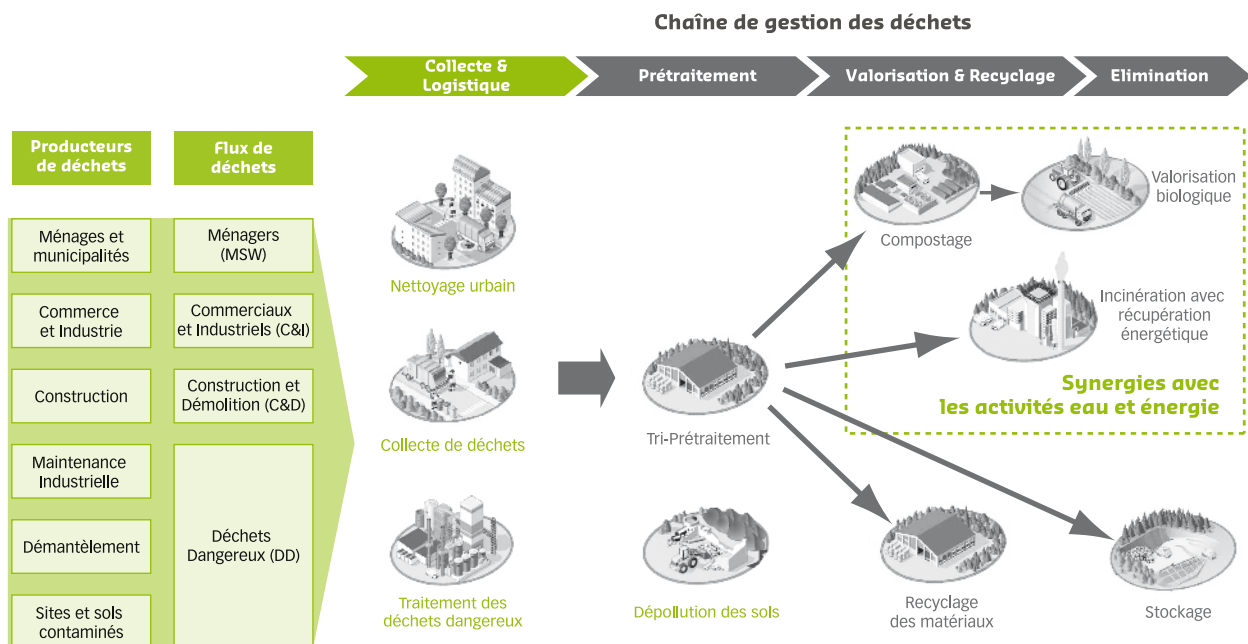 Chaîne de gestion des déchets
Collecte &
Logistique
Prétraitement
Valorisation & Recyclage
Elimination
Producteurs
de déchets
Flux de
déchets
Ménages et
municipalités
Ménagers
(MSW)
Commerce
et Industrie
Commerciaux
et Industriels (C&I)
Construction
Construction et
Démolition (C&D)
Maintenance
Industrielle
Démantèlement
Sites et sols
contaminés
Déchets
Dangereux (DD)
Nettoyage urbain
Collecte de déchets
Traitement des
déchets dangereux
Tri-Prétraitement
Dépollution des sols
Compostage
Valorisation
biologique
Incinération avec
récupération
énergétique
Synergies avec
les activités eau et énergie
Recyclage
des matériaux
Stockage